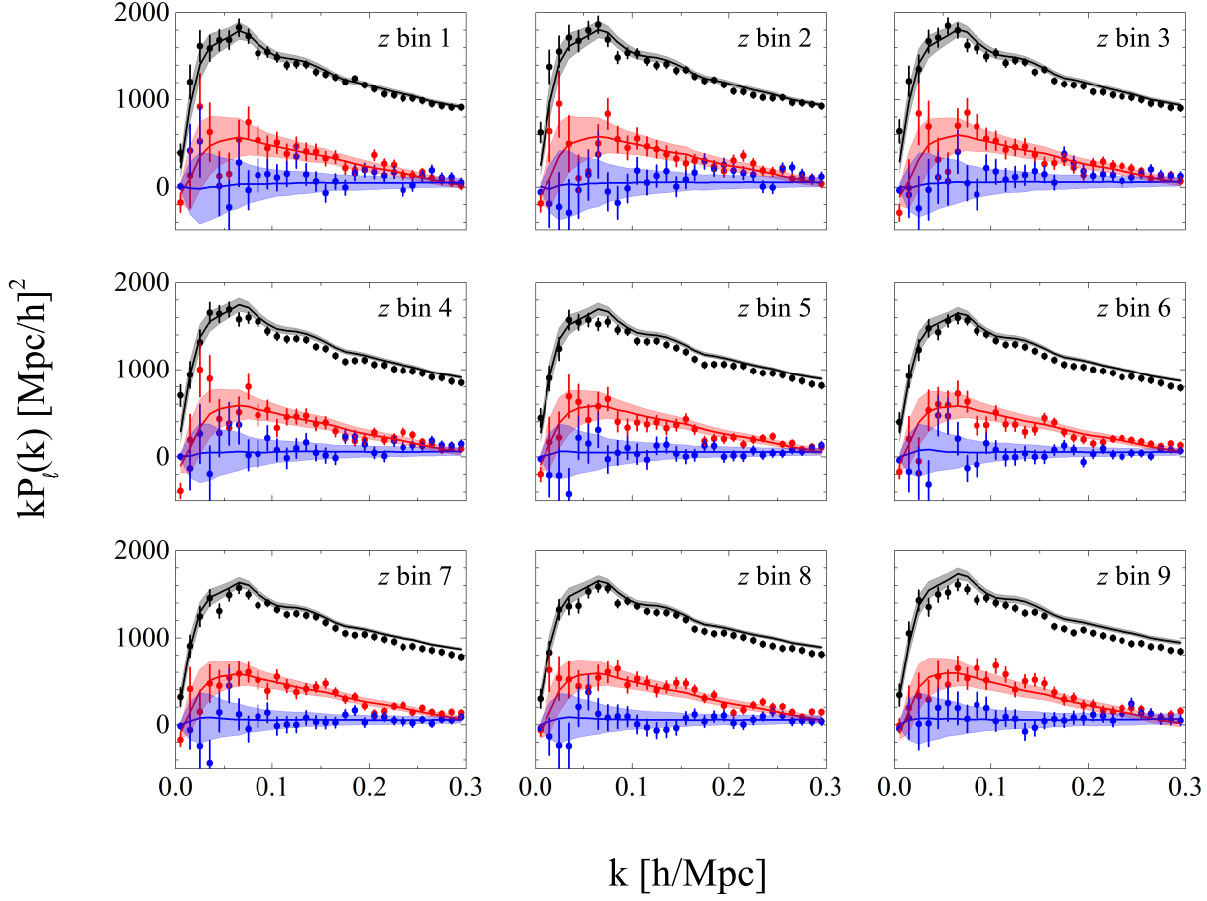 2000
1000
0
z bin 1
z bin 2
z bin 3
2000
1000
0
z bin 4
z bin 5
z bin 6
2000
1000
0
z bin 7
z bin 8
z bin 9
0.0 0.1 0.2 0.3
0.0 0.1 0.2 0.3
0.0 0.1 0.2 0.3
kPℓ(k) [Mpc/h]²
k [h/Mpc]